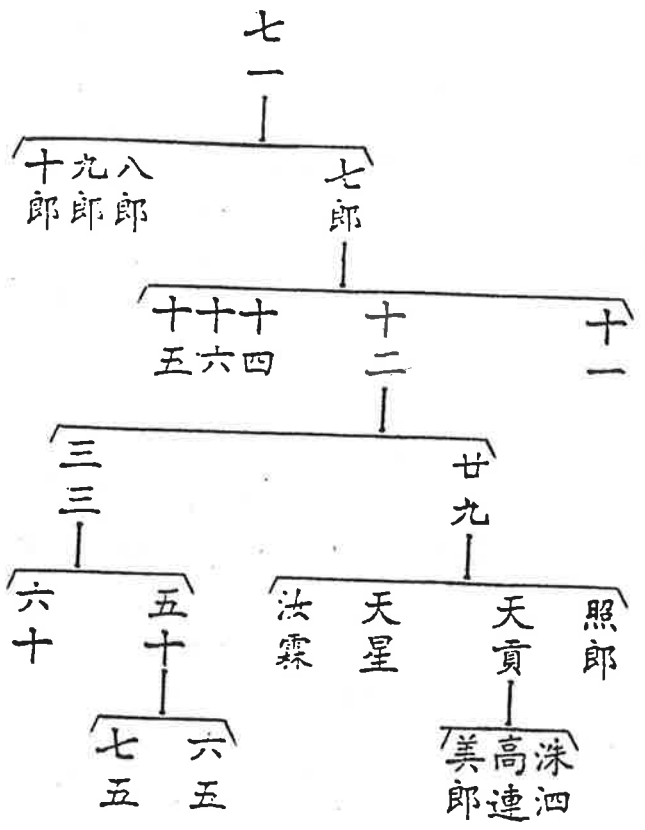 七一
七郎
八郎
九郎
十郎
十一
十二
十四
十六
十五
廿九
三三
照郎
天貢
天星
汝霖
五十
六十
洙泗
高連
美郎
六五
七五